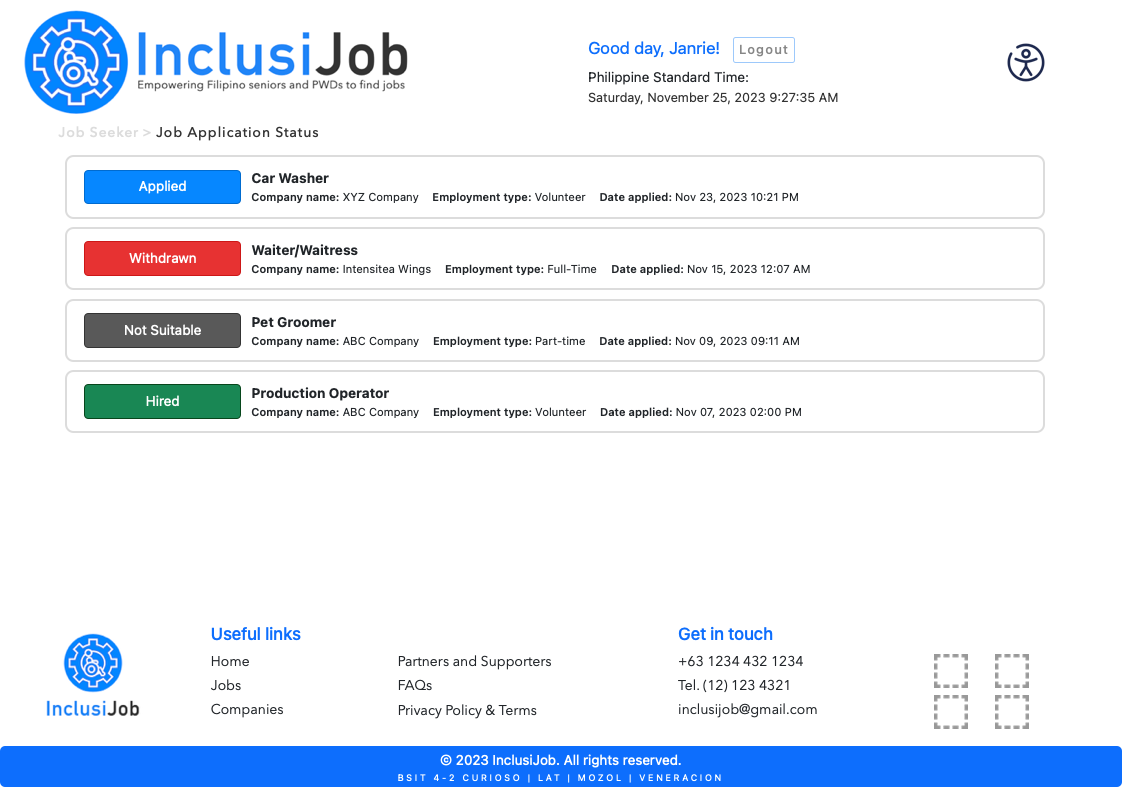 InclusiJob
Empowering Filipino seniors and PWDs to find jobs
Good day, Janrie! Logout
Philippine Standard Time:
Saturday, November 25, 2023 9:27:35 AM
Job Seeker > Job Application Status
Applied
Car Washer
Company name: XYZ Company Employment type: Volunteer Date applied: Nov 23, 2023 10:21 PM
Withdrawn
Waiter/Waitress
Company name: Intensitea Wings Employment type: Full-Time Date applied: Nov 15, 2023 12:07 AM
Not Suitable
Pet Groomer
Company name: ABC Company Employment type: Part-time Date applied: Nov 09, 2023 09:11 AM
Hired
Production Operator
Company name: ABC Company Employment type: Volunteer Date applied: Nov 07, 2023 02:00 PM
InclusiJob
Useful links
Home
Jobs
Companies
Partners and Supporters
FAQs
Privacy Policy & Terms
Get in touch
+63 1234 432 1234
Tel. (12) 123 4321
inclusijob@gmail.com
© 2023 InclusiJob. All rights reserved.
BSIT 4-2 CURIOSO | LAT | MOZOL | VENERACION